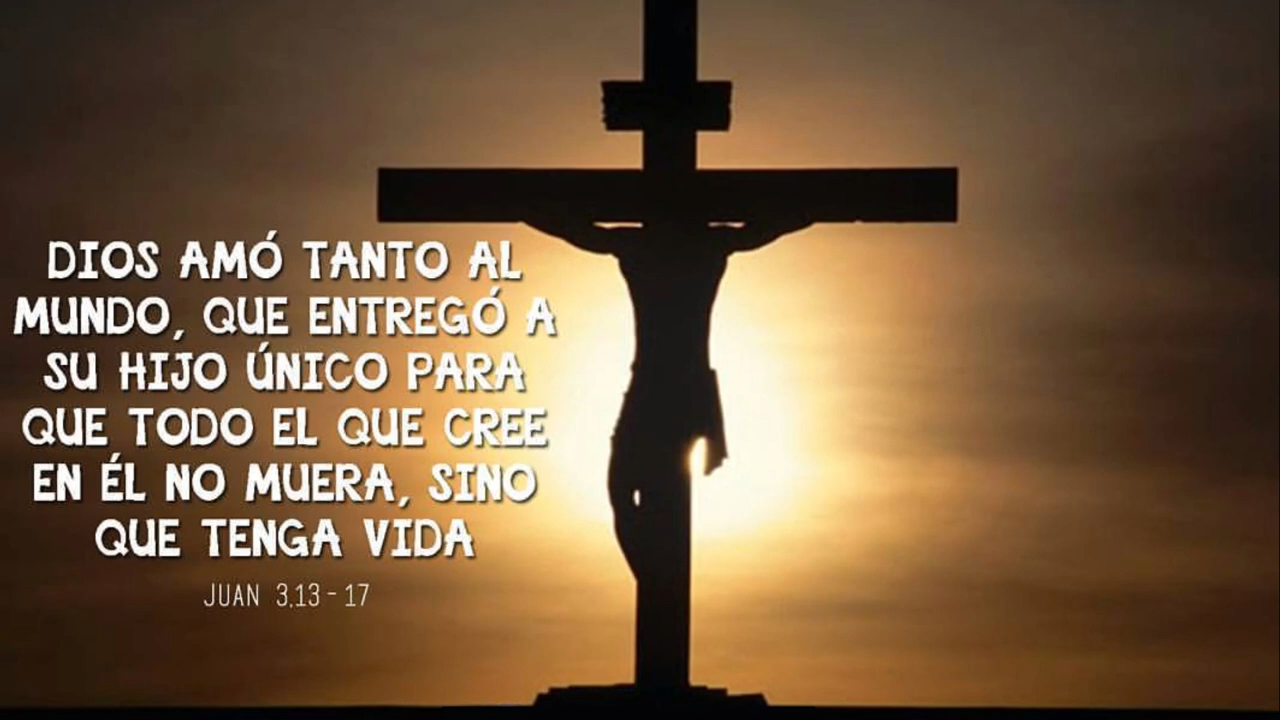 DIOS AMÓ TANTO AL
MUNDO, QUE ENTREGÓ A
SU HIJO ÚNICO PARA
QUE TODO EL QUE CREE
EN ÉL NO MUERA, SINO
QUE TENGA VIDA
JUAN 3,13-17